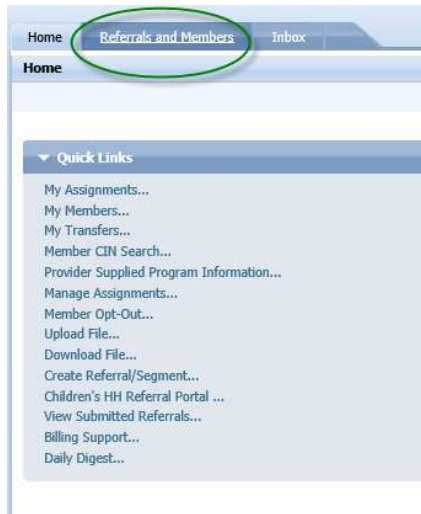 Home Referrals and Members Inbox
Home
Quick Links
My Assignments...
My Members...
My Transfers...
Member CIN Search...
Provider Supplied Program Information...
Manage Assignments...
Member Opt-Out...
Upload File...
Download File...
Create Referral/Segment...
Children's HH Referral Portal ...
View Submitted Referrals...
Billing Support...
Daily Digest...